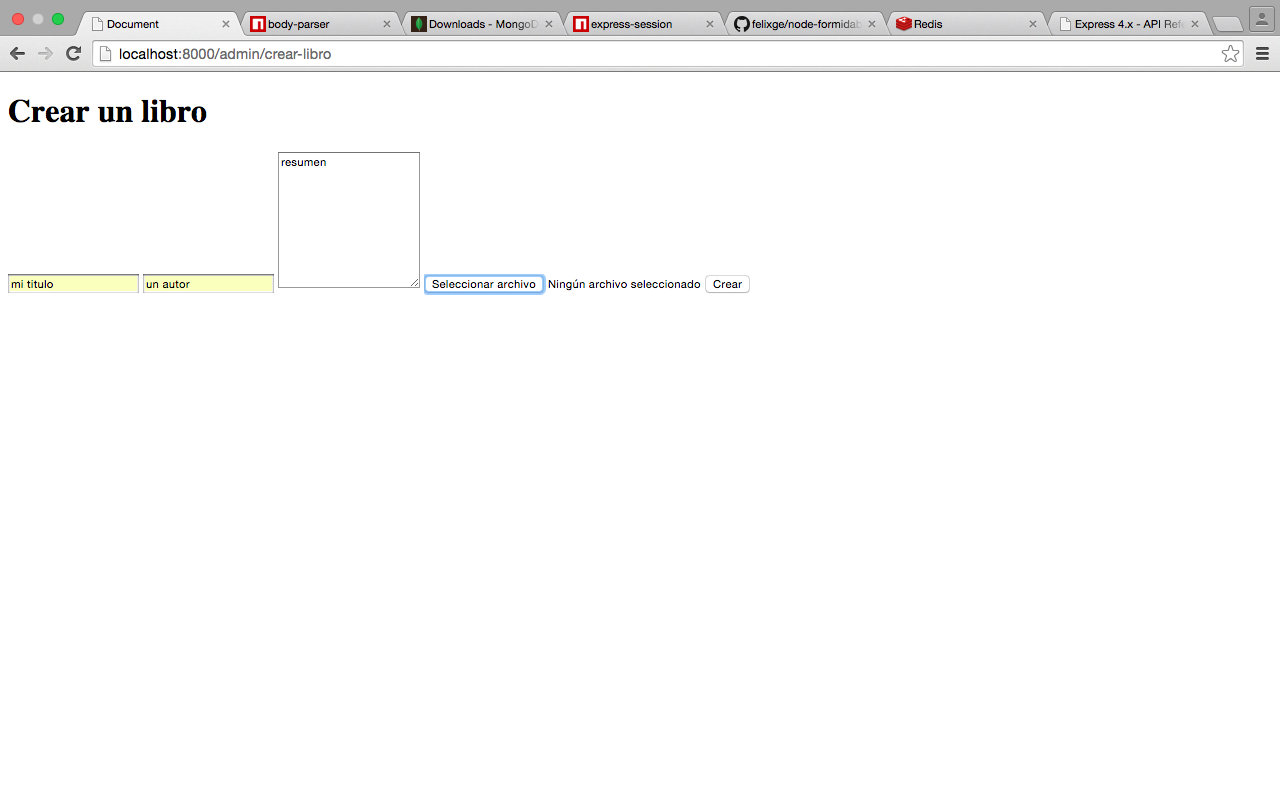 Document
body-parser
Downloads - MongoD
express-session
felixge/node-formidab
Redis
Express 4.x - API Refe
localhost:8000/admin/crear-libro
Crear un libro
resumen
mi titulo un autor Seleccionar archivo Ningún archivo seleccionado Crear